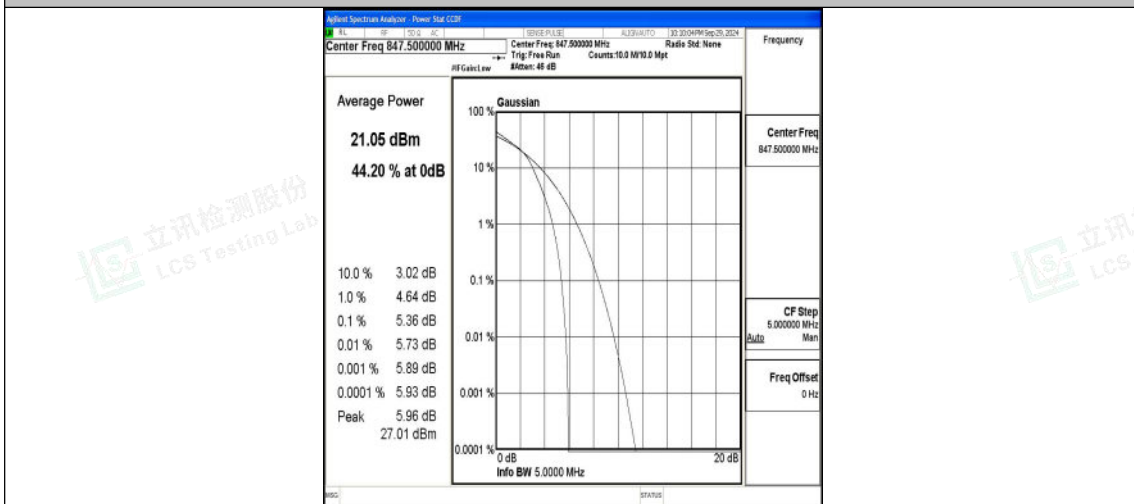 Agilent Spectrum Analyzer - Power Stat CCDF
RL RF 50 Ω AC SENSE:PULSE ALIGNAUTO 10:10:04 PM Sep 29, 2024
Center Freq 847.500000 MHz
Center Freq: 847.500000 MHz Radio Std: None
Trig: Free Run Counts:10.0 M/10.0 Mpt
#IFGain:Low #Atten: 46 dB
Frequency
Average Power
21.05 dBm
44.20 % at 0dB
10.0 % 3.02 dB
1.0 % 4.64 dB
0.1 % 5.36 dB
0.01 % 5.73 dB
0.001 % 5.89 dB
0.0001 % 5.93 dB
Peak 5.96 dB
27.01 dBm
Gaussian
100 %
10 %
1 %
0.1 %
0.01 %
0.001 %
0.0001 %
0 dB 20 dB
Info BW 5.0000 MHz
Center Freq
847.500000 MHz
CF Step
5.000000 MHz
Auto Man
Freq Offset
0 Hz
MSG STATUS
立讯检测股份
LCS Testing Lab
立讯
LCS